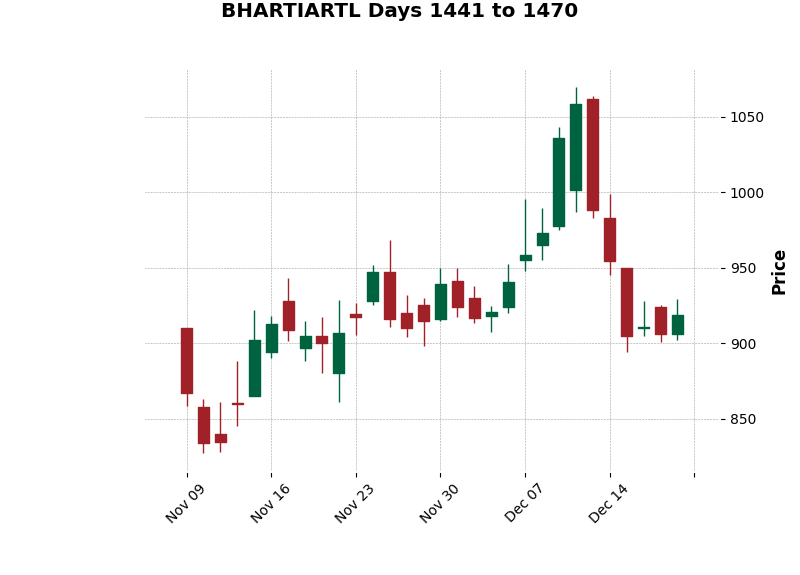 BHARTIARTL Days 1441 to 1470
1050
1000
950
900
850
Price
Nov 09
Nov 16
Nov 23
Nov 30
Dec 07
Dec 14